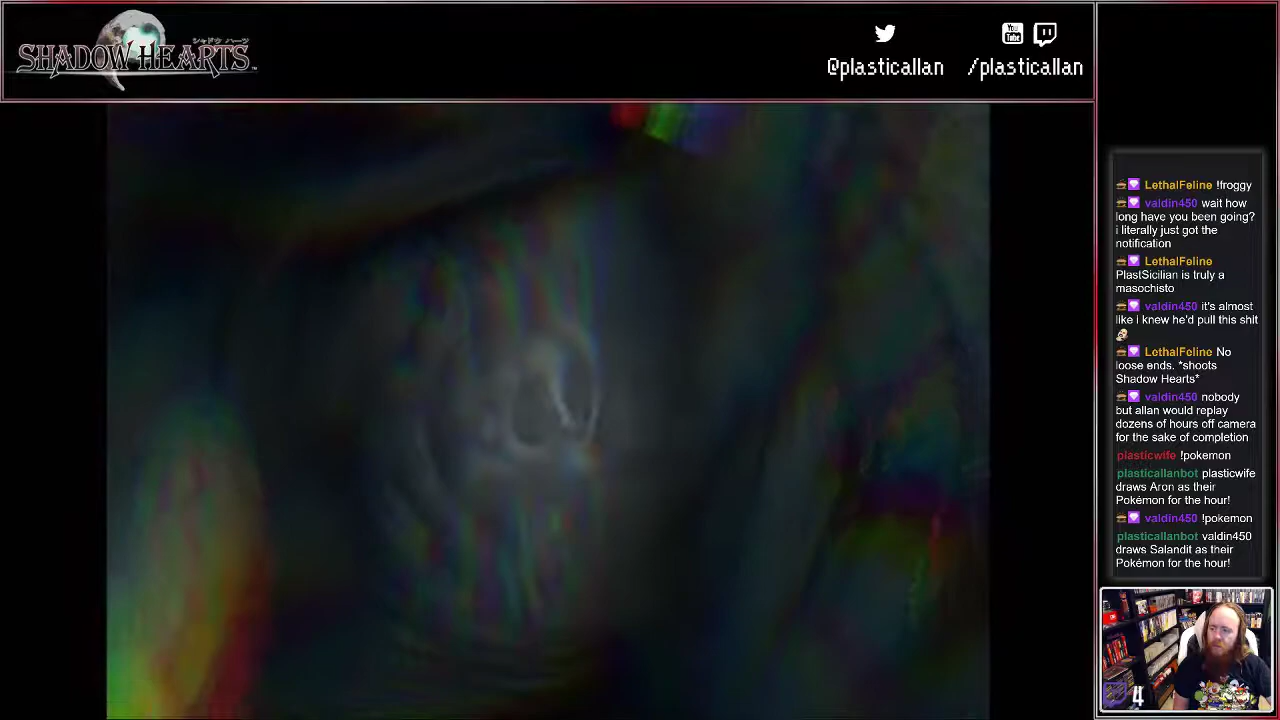 SHADOW HEARTS™
シャドウ ハーツ
You
Tube
@plasticallan
/plasticallan
LethalFeline !froggy
valdin450 wait how
long have you been going?
i literally just got the
notification
LethalFeline
PlastSicilian is truly a
masochisto
valdin450 it's almost
like i knew he'd pull this shit
LethalFeline No
loose ends. *shoots
Shadow Hearts*
valdin450 nobody
but allan would replay
dozens of hours off camera
for the sake of completion
plasticwife !pokemon
plasticallanbot plasticwife
draws Aron as their
Pokémon for the hour!
valdin450 !pokemon
plasticallanbot valdin450
draws Salandit as their
Pokémon for the hour!
4